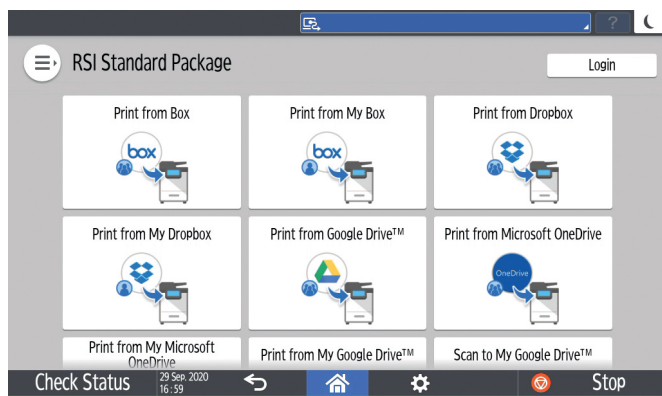 ?
RSI Standard Package
Login
Print from Box
Print from My Box
Print from Dropbox
box
box
Print from My Dropbox
Print from Google Drive™
Print from Microsoft OneDrive
OneDrive
Print from My Microsoft
OneDrive
Print from My Google Drive™
Scan to My Google Drive™
Check Status
29 Sep. 2020
16:59
Stop